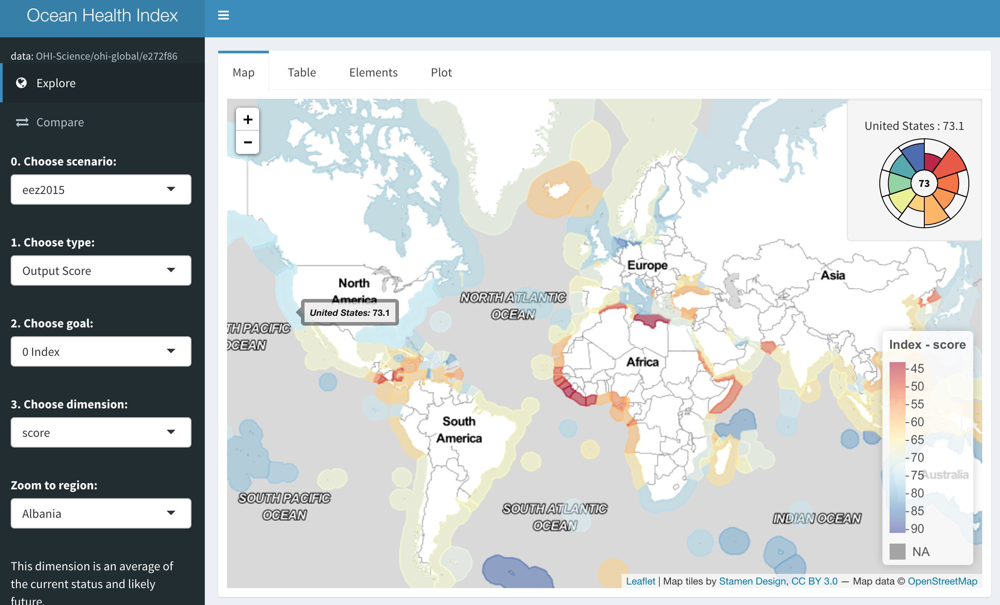 Ocean Health Index
data: OHI-Science/ohi-global/e272f86
Explore
Compare
0. Choose scenario:
eez2015
1. Choose type:
Output Score
2. Choose goal:
0 Index
3. Choose dimension:
score
Zoom to region:
Albania
This dimension is an average of
the current status and likely
future.
Map
Table
Elements
Plot
+
−
United States : 73.1
73
North
America
United States: 73.1
Europe
Asia
NORTH ATLANTIC
OCEAN
TH PACIFIC
OCEAN
Africa
South
America
SOUTH PACIFIC
OCEAN
SOUTH ATLANTIC
OCEAN
INDIAN OCEAN
Australia
Index - score
45
50
55
60
65
70
75
80
85
90
NA
Leaflet | Map tiles by Stamen Design, CC BY 3.0 — Map data © OpenStreetMap